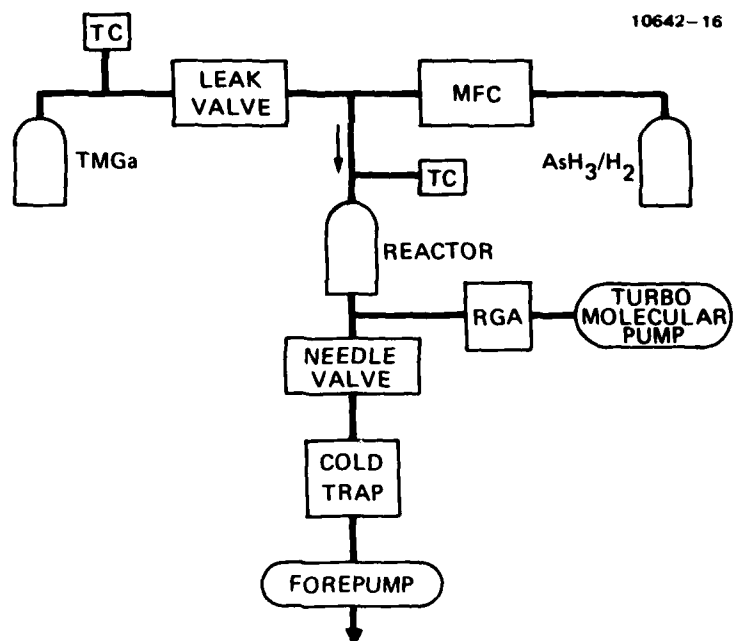 10642-16
TC
LEAK
VALVE
MFC
TMGa
AsH3/H2
TC
REACTOR
RGA
TURBO
MOLECULAR
PUMP
NEEDLE
VALVE
COLD
TRAP
FOREPUMP